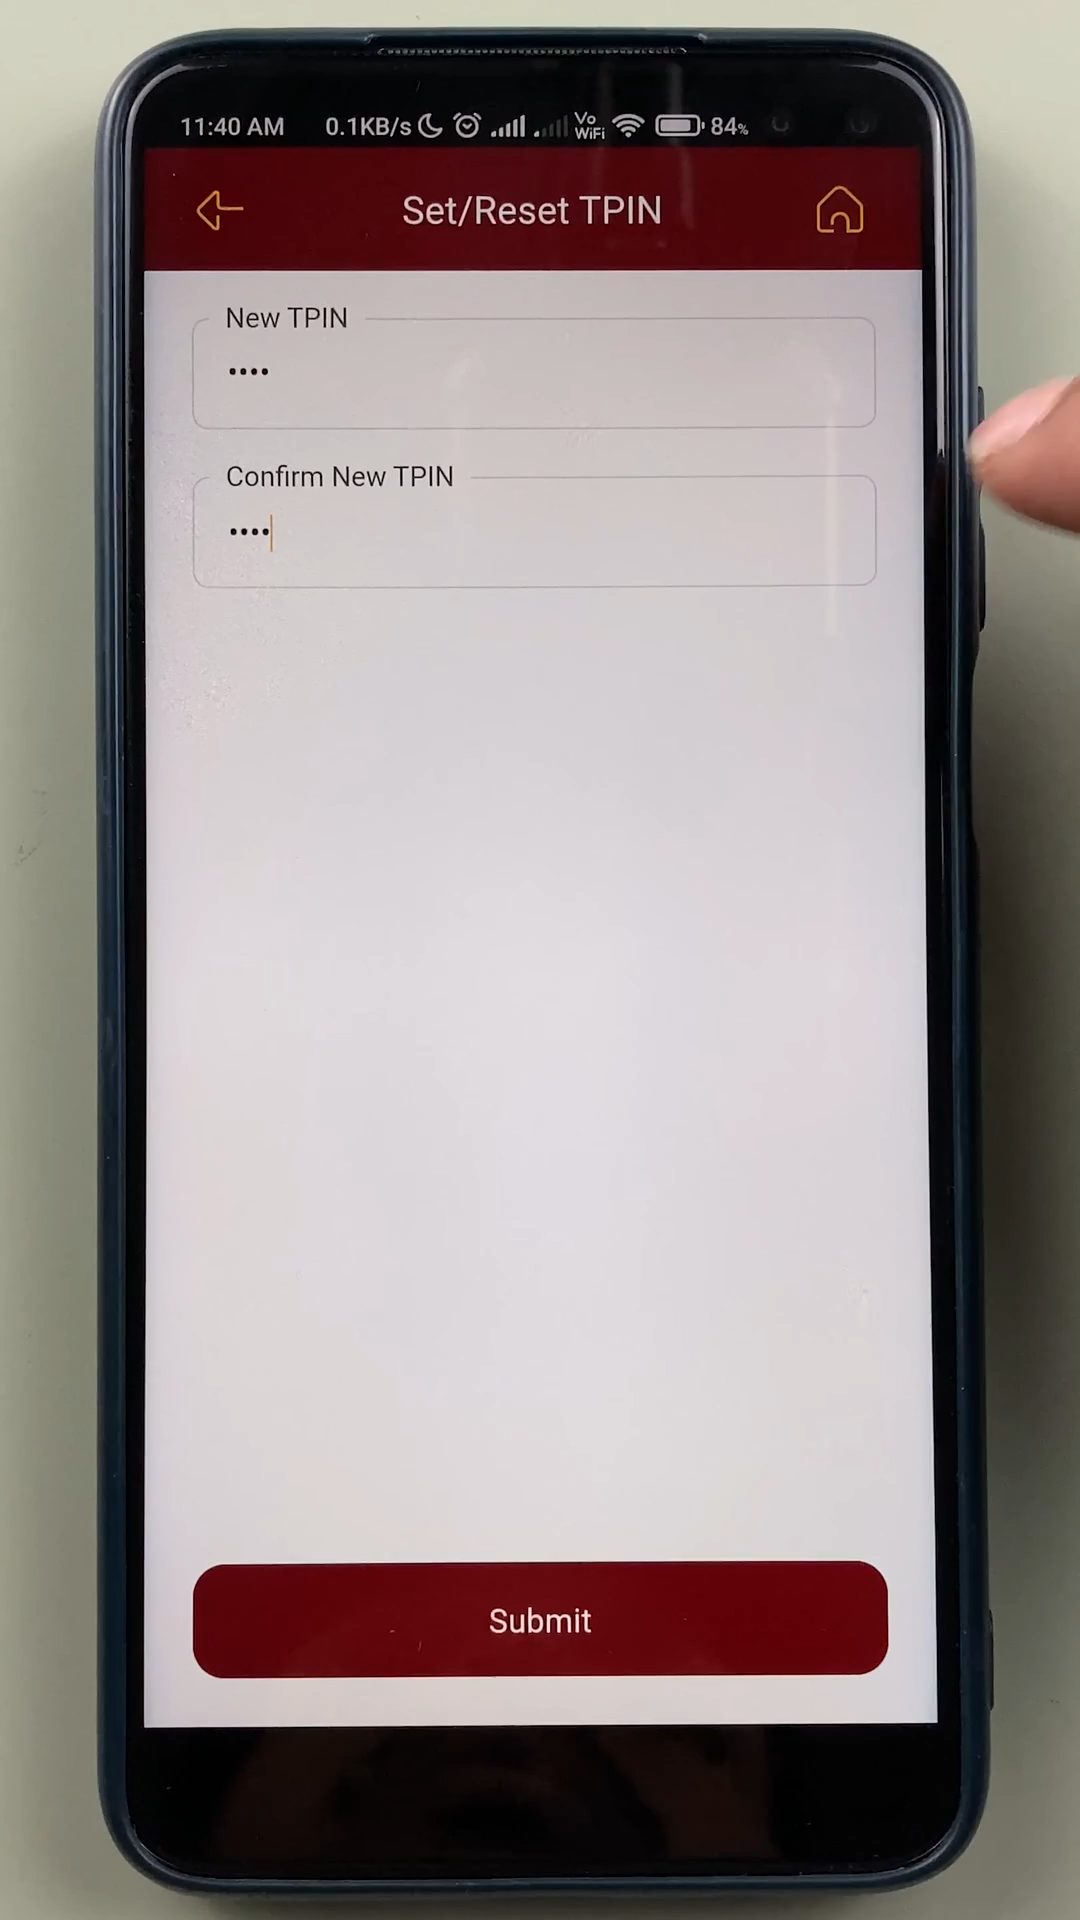 11:40 AM 0.1KB/s Vo WiFi 84%
Set/Reset TPIN
New TPIN
••••
Confirm New TPIN
••••
Submit